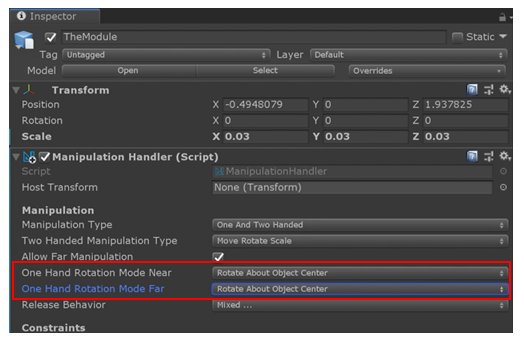 Inspector
TheModule Static
Tag Untagged Layer Default
Model Open Select Overrides
Transform
Position X -0.4948079 Y 0 Z 1.937825
Rotation X 0 Y 0 Z 0
Scale X 0.03 Y 0.03 Z 0.03
Manipulation Handler (Script)
Script ManipulationHandler
Host Transform None (Transform)
Manipulation
Manipulation Type One And Two Handed
Two Handed Manipulation Type Move Rotate Scale
Allow Far Manipulation
One Hand Rotation Mode Near Rotate About Object Center
One Hand Rotation Mode Far Rotate About Object Center
Release Behavior Mixed ...
Constraints